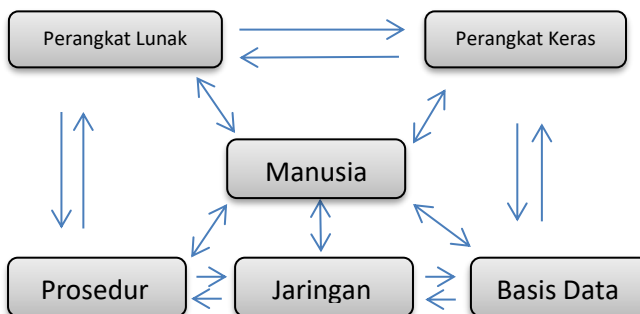 Perangkat Lunak
Perangkat Keras
Manusia
Prosedur
Jaringan
Basis Data